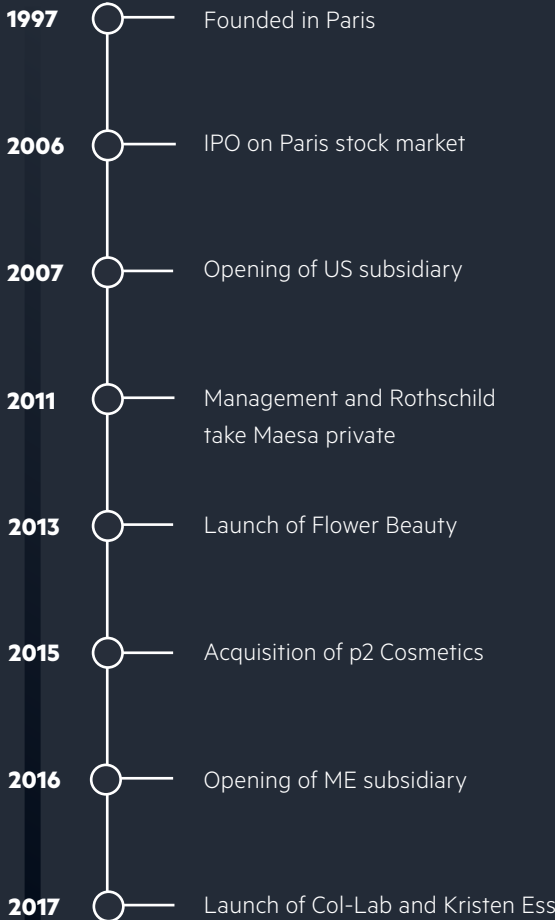 1997 Founded in Paris
2006 IPO on Paris stock market
2007 Opening of US subsidiary
2011 Management and Rothschild
take Maesa private
2013 Launch of Flower Beauty
2015 Acquisition of p2 Cosmetics
2016 Opening of ME subsidiary
2017 Launch of Col-Lab and Kristen